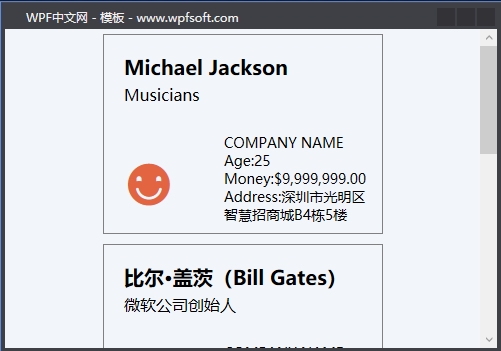 WPF中文网 - 模板 - www.wpfsoft.com
Michael Jackson
Musicians
COMPANY NAME
Age:25
Money:$9,999,999.00
Address:深圳市光明区
智慧招商城B4栋5楼
比尔•盖茨（Bill Gates）
微软公司创始人